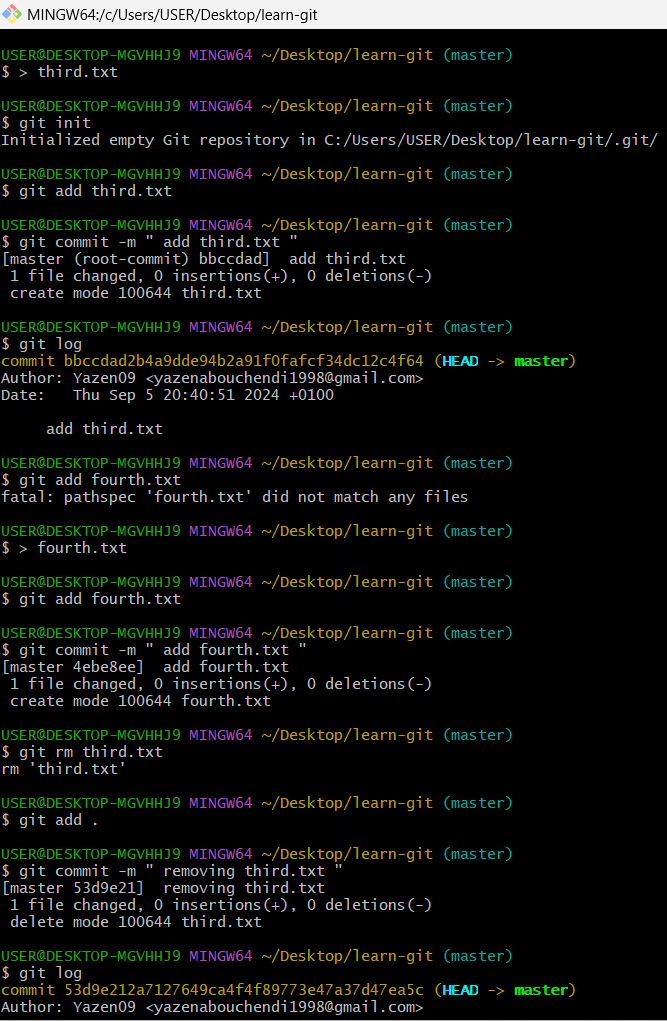 MINGW64:/c/Users/USER/Desktop/learn-git
USER@DESKTOP-MGVHHJ9 MINGW64 ~/Desktop/learn-git (master)
$ > third.txt
USER@DESKTOP-MGVHHJ9 MINGW64 ~/Desktop/learn-git (master)
$ git init
Initialized empty Git repository in C:/Users/USER/Desktop/learn-git/.git/
USER@DESKTOP-MGVHHJ9 MINGW64 ~/Desktop/learn-git (master)
$ git add third.txt
USER@DESKTOP-MGVHHJ9 MINGW64 ~/Desktop/learn-git (master)
$ git commit -m " add third.txt "
[master (root-commit) bbccdad]  add third.txt
 1 file changed, 0 insertions(+), 0 deletions(-)
 create mode 100644 third.txt
USER@DESKTOP-MGVHHJ9 MINGW64 ~/Desktop/learn-git (master)
$ git log
commit bbccdad2b4a9dde94b2a91f0fafcf34dc12c4f64 (HEAD -> master)
Author: Yazen09 <yazenabouchendi1998@gmail.com>
Date:   Thu Sep 5 20:40:51 2024 +0100
     add third.txt
USER@DESKTOP-MGVHHJ9 MINGW64 ~/Desktop/learn-git (master)
$ git add fourth.txt
fatal: pathspec 'fourth.txt' did not match any files
USER@DESKTOP-MGVHHJ9 MINGW64 ~/Desktop/learn-git (master)
$ > fourth.txt
USER@DESKTOP-MGVHHJ9 MINGW64 ~/Desktop/learn-git (master)
$ git add fourth.txt
USER@DESKTOP-MGVHHJ9 MINGW64 ~/Desktop/learn-git (master)
$ git commit -m " add fourth.txt "
[master 4ebe8ee]  add fourth.txt
 1 file changed, 0 insertions(+), 0 deletions(-)
 create mode 100644 fourth.txt
USER@DESKTOP-MGVHHJ9 MINGW64 ~/Desktop/learn-git (master)
$ git rm third.txt
rm 'third.txt'
USER@DESKTOP-MGVHHJ9 MINGW64 ~/Desktop/learn-git (master)
$ git add .
USER@DESKTOP-MGVHHJ9 MINGW64 ~/Desktop/learn-git (master)
$ git commit -m " removing third.txt "
[master 53d9e21]  removing third.txt
 1 file changed, 0 insertions(+), 0 deletions(-)
 delete mode 100644 third.txt
USER@DESKTOP-MGVHHJ9 MINGW64 ~/Desktop/learn-git (master)
$ git log
commit 53d9e212a7127649ca4f4f89773e47a37d47ea5c (HEAD -> master)
Author: Yazen09 <yazenabouchendi1998@gmail.com>